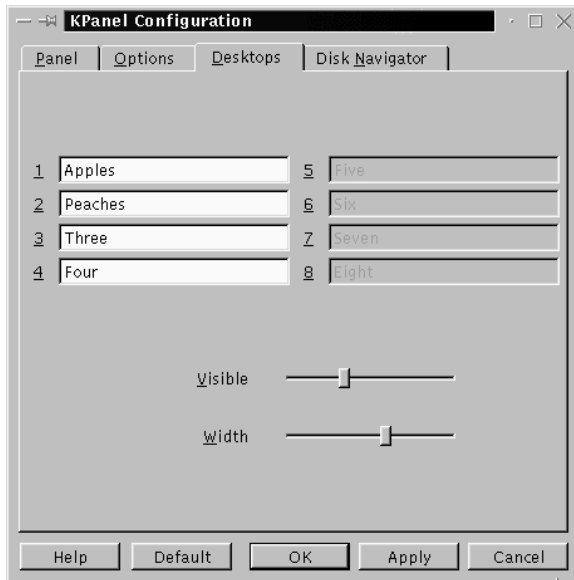 KPanel Configuration
Panel Options Desktops Disk Navigator
1 Apples 5 Five
2 Peaches 6 Six
3 Three 7 Seven
4 Four 8 Eight
Visible
Width
Help Default OK Apply Cancel